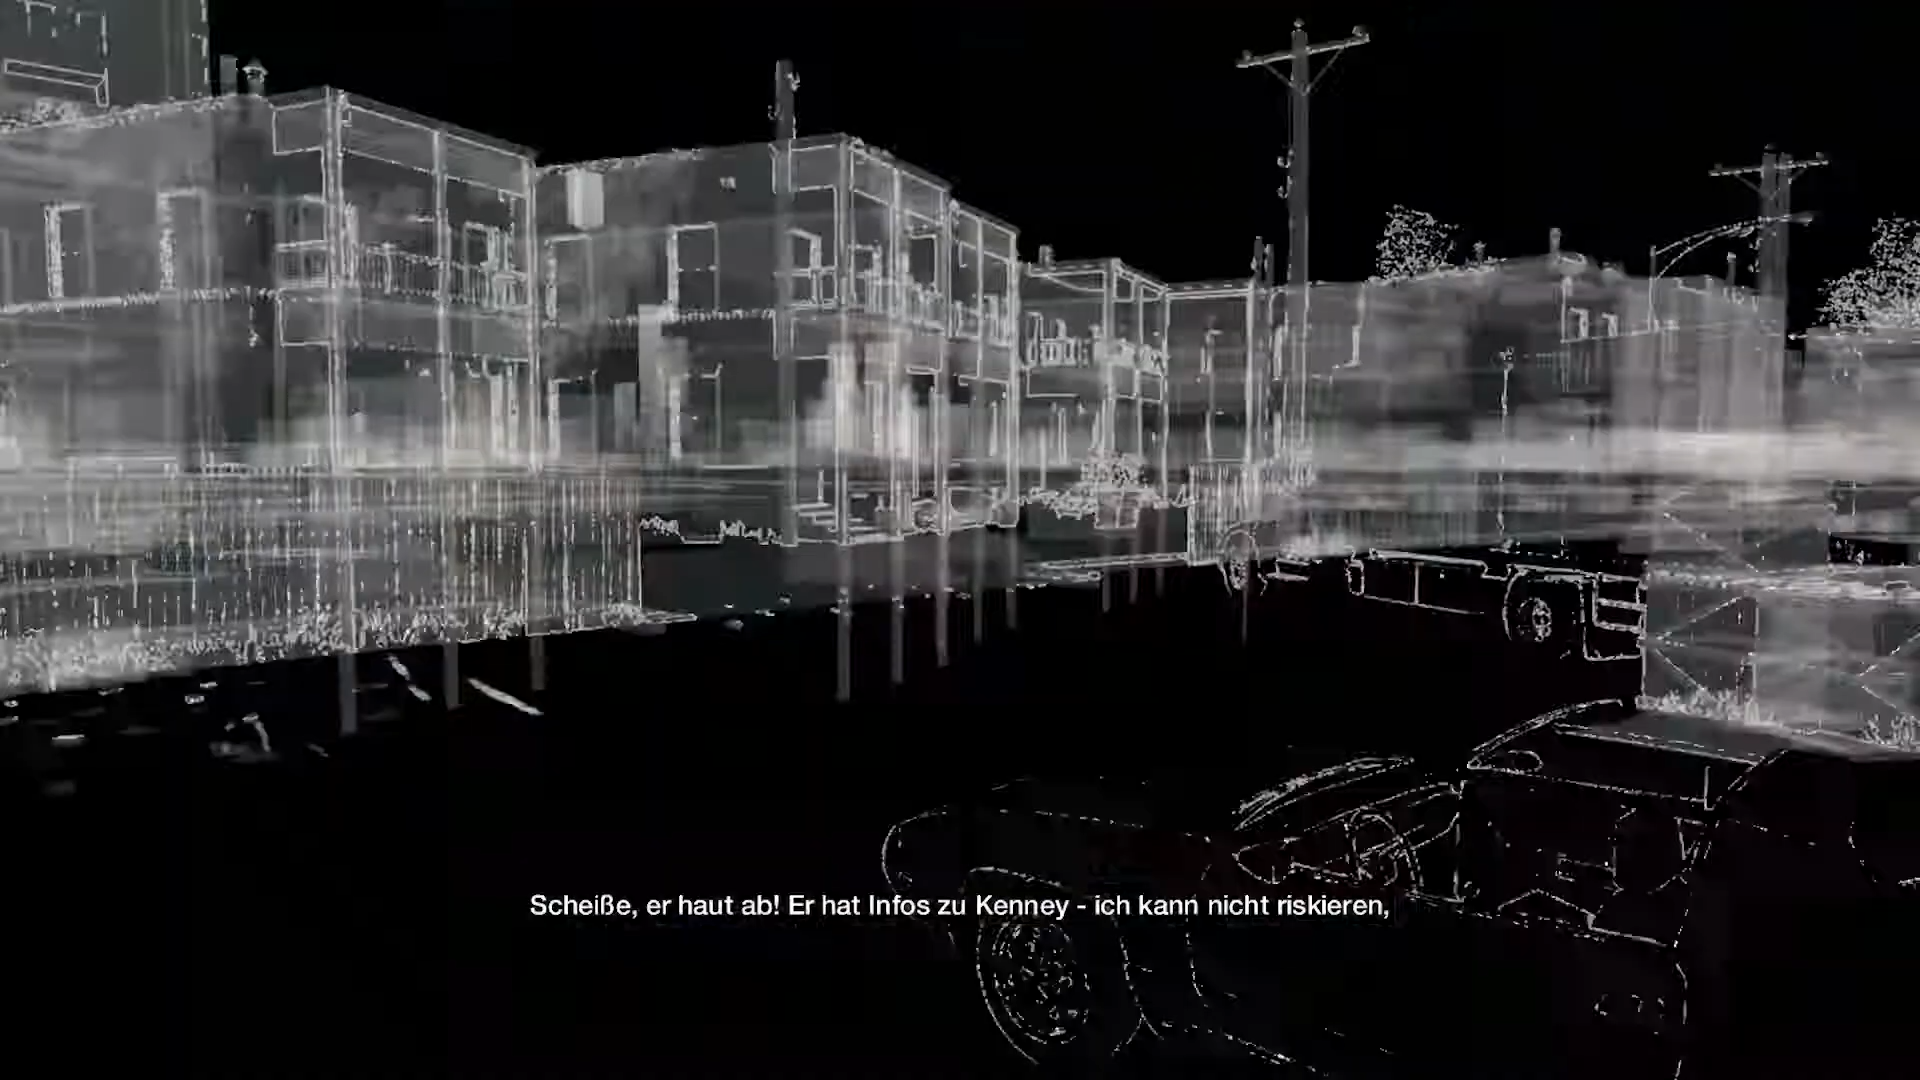 Scheiße, er haut ab! Er hat Infos zu Kenney - ich kann nicht riskieren,